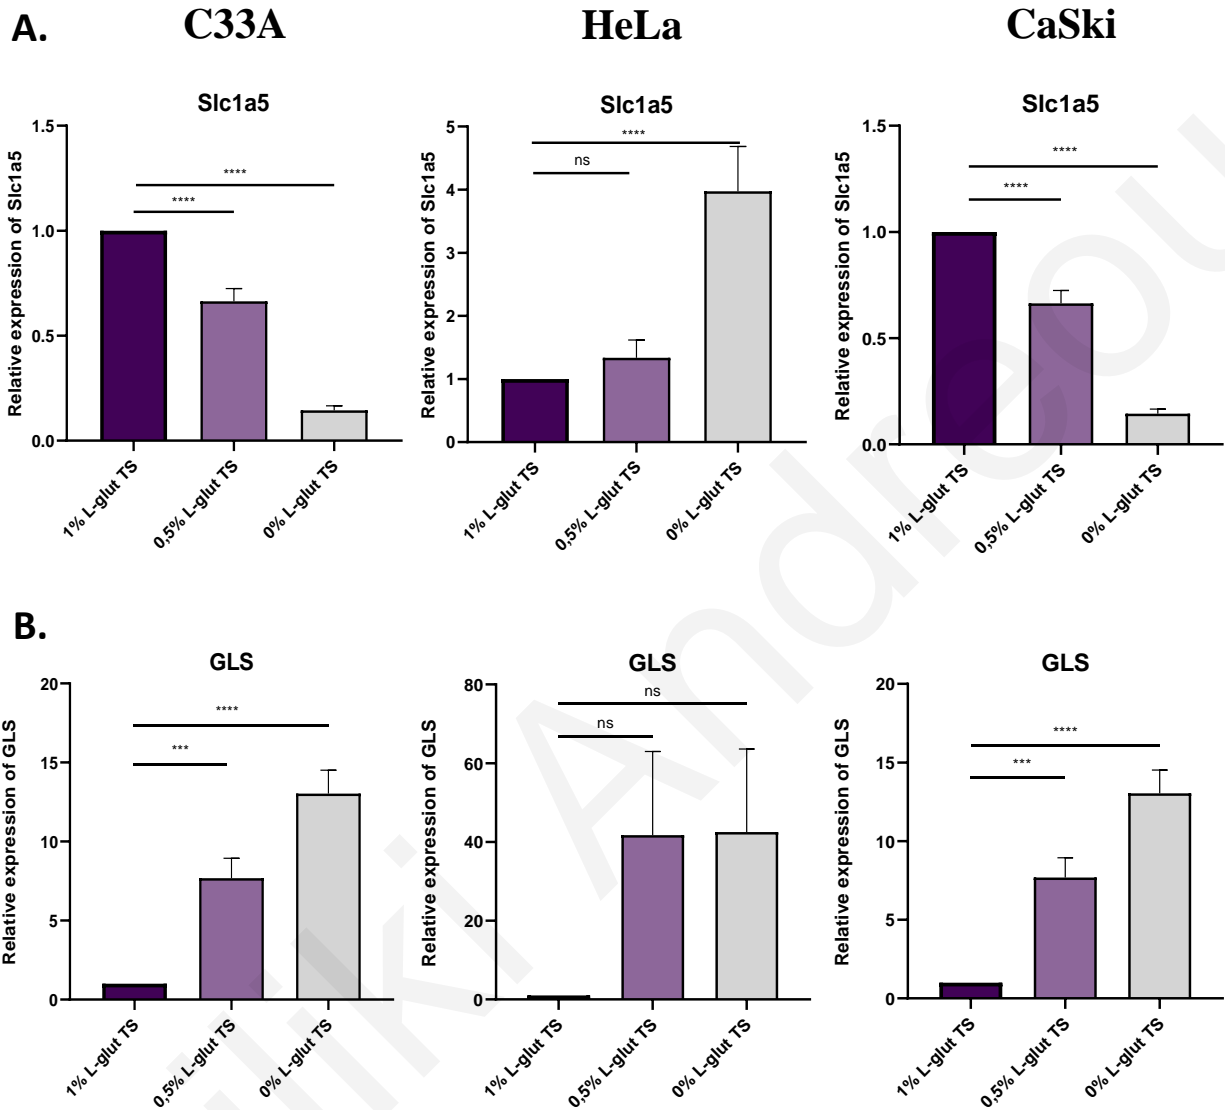 A.
C33A
HeLa
CaSki
Slc1a5
Relative expression of Slc1a5
1.5
1.0
0.5
0.0
****
****
1% L-glut TS
0,5% L-glut TS
0% L-glut TS
Slc1a5
Relative expression of Slc1a5
5
4
3
2
1
0
****
ns
1% L-glut TS
0,5% L-glut TS
0% L-glut TS
Slc1a5
Relative expression of Slc1a5
1.5
1.0
0.5
0.0
****
****
1% L-glut TS
0,5% L-glut TS
0% L-glut TS
B.
GLS
Relative expression of GLS
20
15
10
5
0
****
***
1% L-glut TS
0,5% L-glut TS
0% L-glut TS
GLS
Relative expression of GLS
80
60
40
20
0
ns
ns
1% L-glut TS
0,5% L-glut TS
0% L-glut TS
GLS
Relative expression of GLS
20
15
10
5
0
****
***
1% L-glut TS
0,5% L-glut TS
0% L-glut TS